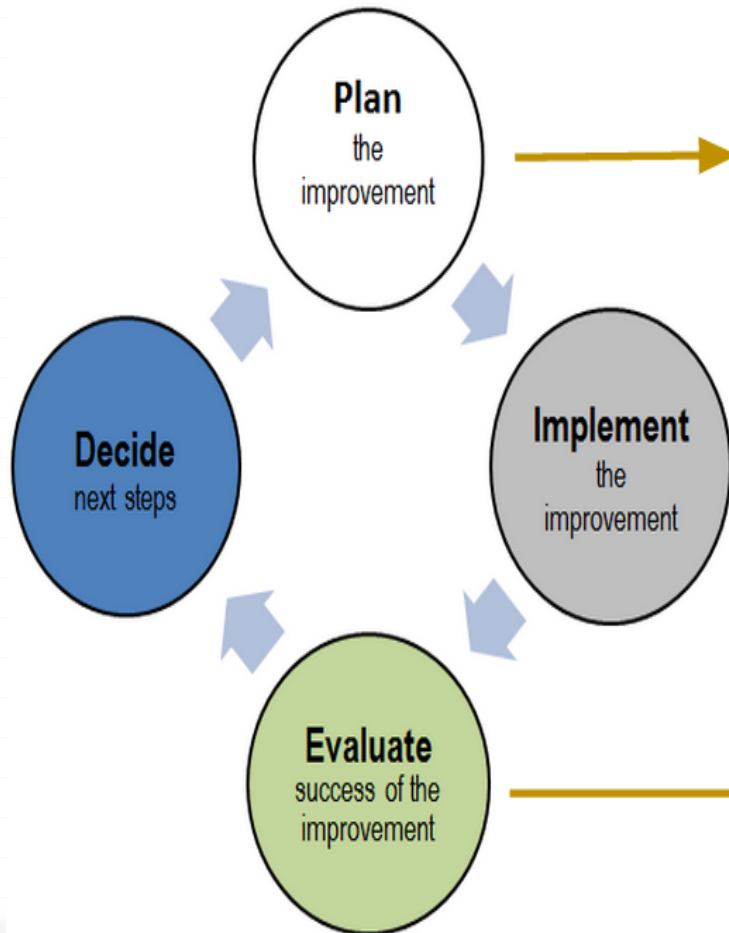 Plan
the
improvement
Implement
the
improvement
Evaluate
success of the
improvement
Decide
next steps